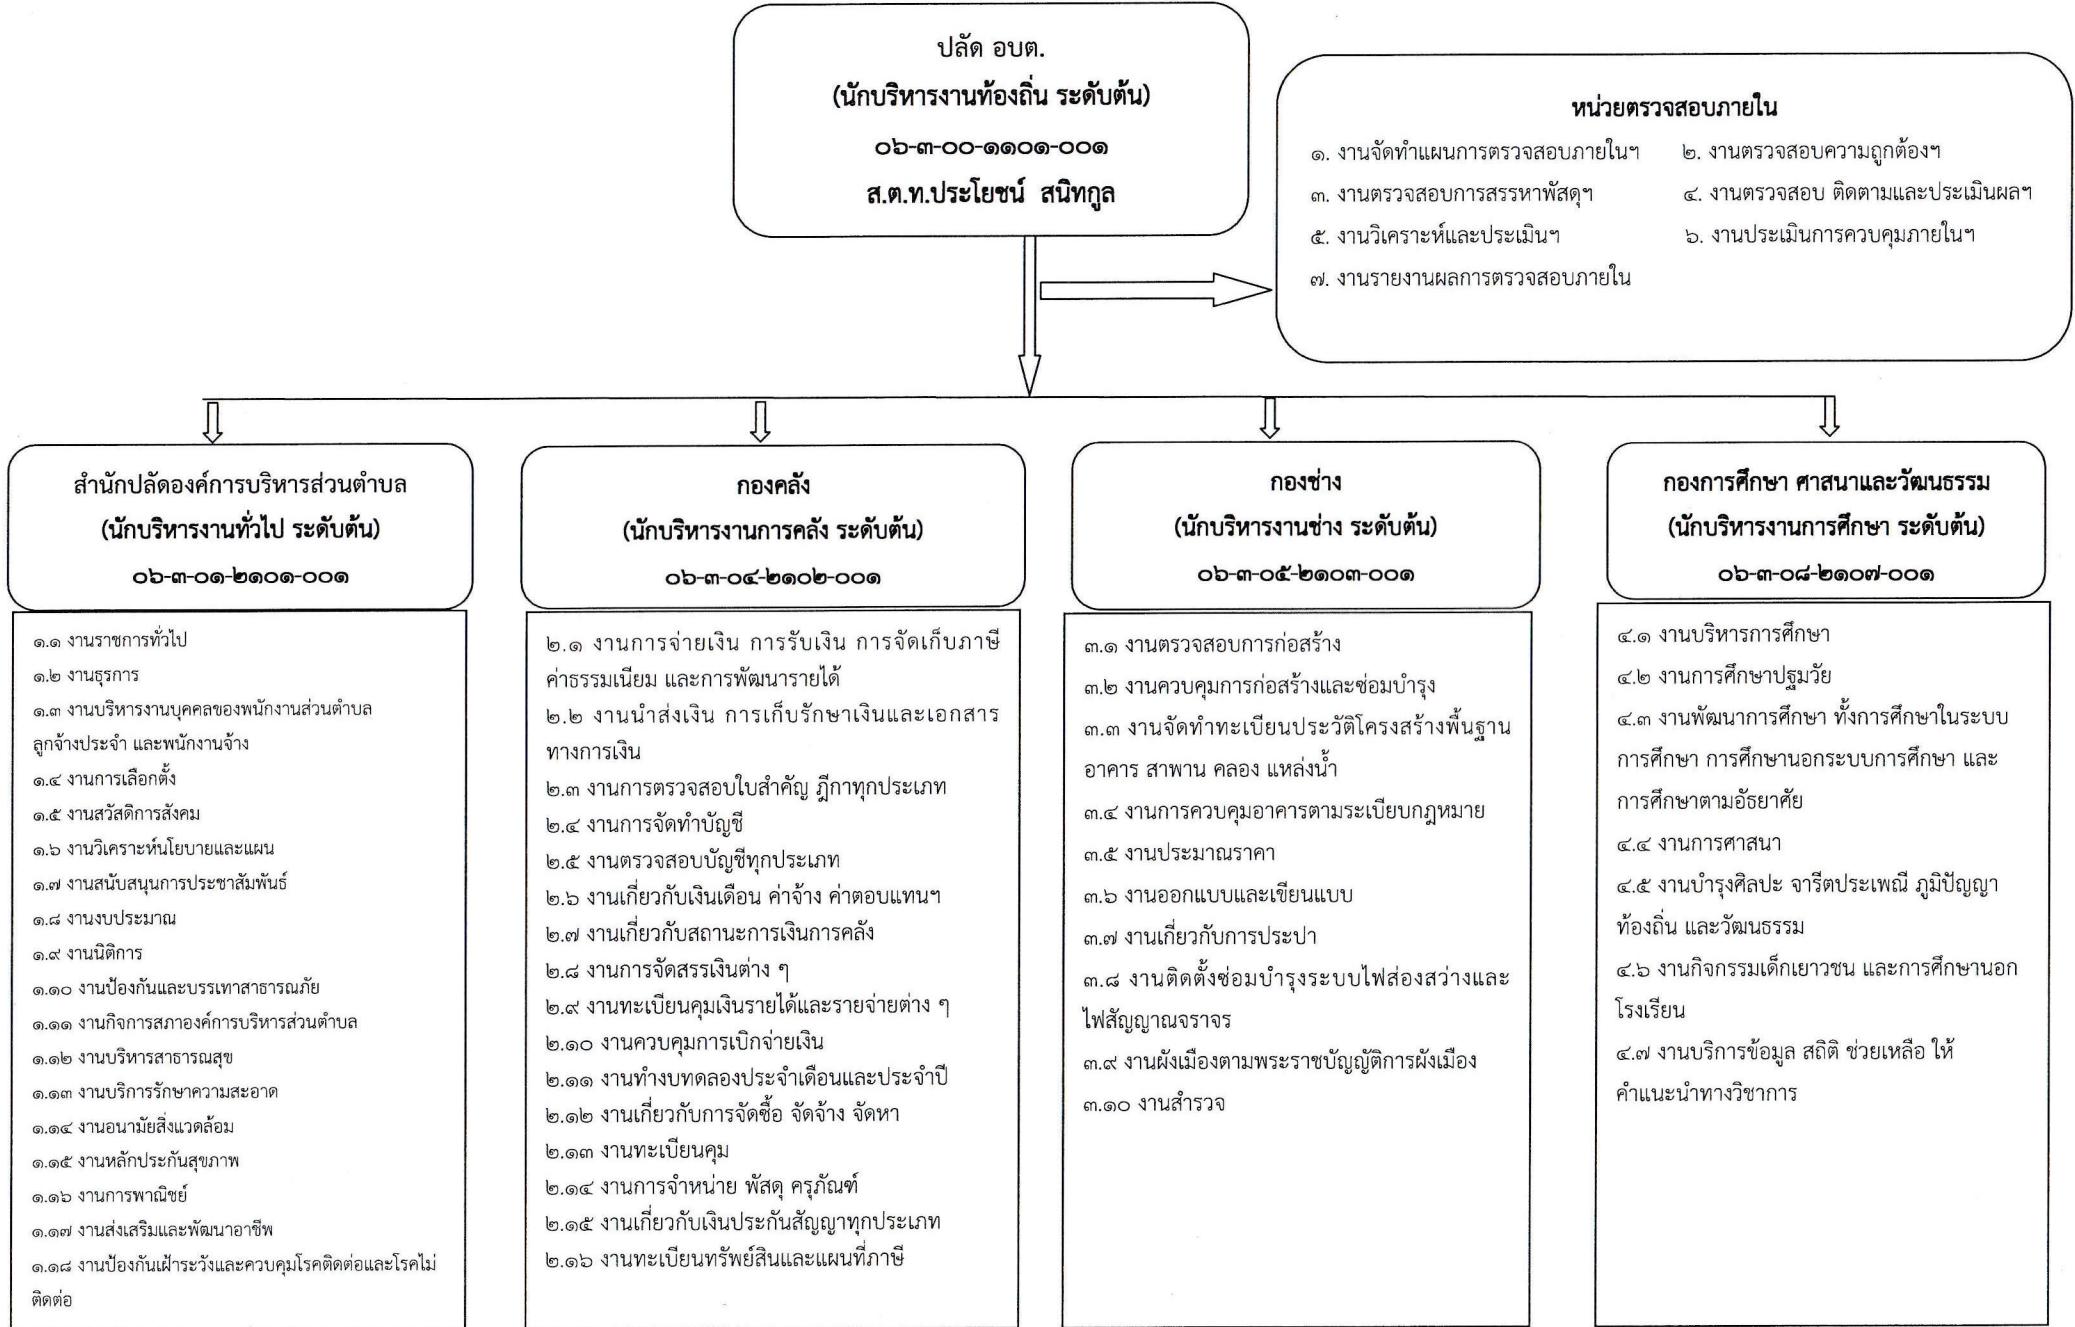 ปลัด อบต.
(นักบริหารงานท้องถิ่น ระดับต้น)
๐๖-๓-๐๐-๑๑๐๑-๐๐๑
ส.ต.ท.ประโยชน์ สนิทกูล
หน่วยตรวจสอบภายใน
๑. งานจัดทำแผนการตรวจสอบภายในฯ ๒. งานตรวจสอบความถูกต้องฯ
๓. งานตรวจสอบการสรรหาพัสดุฯ ๔. งานตรวจสอบ ติดตามและประเมินผลฯ
๕. งานวิเคราะห์และประเมินฯ ๖. งานประเมินการควบคุมภายในฯ
๗. งานรายงานผลการตรวจสอบภายใน
สำนักปลัดองค์การบริหารส่วนตำบล
(นักบริหารงานทั่วไป ระดับต้น)
๐๖-๓-๐๑-๒๑๐๑-๐๐๑
๑.๑ งานราชการทั่วไป
๑.๒ งานธุรการ
๑.๓ งานบริหารงานบุคคลของพนักงานส่วนตำบล
ลูกจ้างประจำ และพนักงานจ้าง
๑.๔ งานการเลือกตั้ง
๑.๕ งานสวัสดิการสังคม
๑.๖ งานวิเคราะห์นโยบายและแผน
๑.๗ งานสนับสนุนการประชาสัมพันธ์
๑.๘ งานงบประมาณ
๑.๙ งานนิติการ
๑.๑๐ งานป้องกันและบรรเทาสาธารณภัย
๑.๑๑ งานกิจการสภาองค์การบริหารส่วนตำบล
๑.๑๒ งานบริหารสาธารณสุข
๑.๑๓ งานบริการรักษาความสะอาด
๑.๑๔ งานอนามัยสิ่งแวดล้อม
๑.๑๕ งานหลักประกันสุขภาพ
๑.๑๖ งานการพาณิชย์
๑.๑๗ งานส่งเสริมและพัฒนาอาชีพ
๑.๑๘ งานป้องกันเฝ้าระวังและควบคุมโรคติดต่อและโรคไม่
ติดต่อ
กองคลัง
(นักบริหารงานการคลัง ระดับต้น)
๐๖-๓-๐๔-๒๑๐๒-๐๐๑
๒.๑ งานการจ่ายเงิน การรับเงิน การจัดเก็บภาษี
ค่าธรรมเนียม และการพัฒนารายได้
๒.๒ งานนำส่งเงิน การเก็บรักษาเงินและเอกสาร
ทางการเงิน
๒.๓ งานการตรวจสอบใบสำคัญ ฎีกาทุกประเภท
๒.๔ งานการจัดทำบัญชี
๒.๕ งานตรวจสอบบัญชีทุกประเภท
๒.๖ งานเกี่ยวกับเงินเดือน ค่าจ้าง ค่าตอบแทนฯ
๒.๗ งานเกี่ยวกับสถานะการเงินการคลัง
๒.๘ งานการจัดสรรเงินต่าง ๆ
๒.๙ งานทะเบียนคุมเงินรายได้และรายจ่ายต่าง ๆ
๒.๑๐ งานควบคุมการเบิกจ่ายเงิน
๒.๑๑ งานทำงบทดลองประจำเดือนและประจำปี
๒.๑๒ งานเกี่ยวกับการจัดซื้อ จัดจ้าง จัดหา
๒.๑๓ งานทะเบียนคุม
๒.๑๔ งานการจำหน่าย พัสดุ ครุภัณฑ์
๒.๑๕ งานเกี่ยวกับเงินประกันสัญญาทุกประเภท
๒.๑๖ งานทะเบียนทรัพย์สินและแผนที่ภาษี
กองช่าง
(นักบริหารงานช่าง ระดับต้น)
๐๖-๓-๐๕-๒๑๐๓-๐๐๑
๓.๑ งานตรวจสอบการก่อสร้าง
๓.๒ งานควบคุมการก่อสร้างและซ่อมบำรุง
๓.๓ งานจัดทำทะเบียนประวัติโครงสร้างพื้นฐาน
อาคาร สาพาน คลอง แหล่งน้ำ
๓.๔ งานการควบคุมอาคารตามระเบียบกฎหมาย
๓.๕ งานประมาณราคา
๓.๖ งานออกแบบและเขียนแบบ
๓.๗ งานเกี่ยวกับการประปา
๓.๘ งานติดตั้งซ่อมบำรุงระบบไฟส่องสว่างและ
ไฟสัญญาณจราจร
๓.๙ งานผังเมืองตามพระราชบัญญัติการผังเมือง
๓.๑๐ งานสำรวจ
กองการศึกษา ศาสนาและวัฒนธรรม
(นักบริหารงานการศึกษา ระดับต้น)
๐๖-๓-๐๘-๒๑๐๗-๐๐๑
๔.๑ งานบริหารการศึกษา
๔.๒ งานการศึกษาปฐมวัย
๔.๓ งานพัฒนาการศึกษา ทั้งการศึกษาในระบบ
การศึกษา การศึกษานอกระบบการศึกษา และ
การศึกษาตามอัธยาศัย
๔.๔ งานการศาสนา
๔.๕ งานบำรุงศิลปะ จารีตประเพณี ภูมิปัญญา
ท้องถิ่น และวัฒนธรรม
๔.๖ งานกิจกรรมเด็กเยาวชน และการศึกษานอก
โรงเรียน
๔.๗ งานบริการข้อมูล สถิติ ช่วยเหลือ ให้
คำแนะนำทางวิชาการ